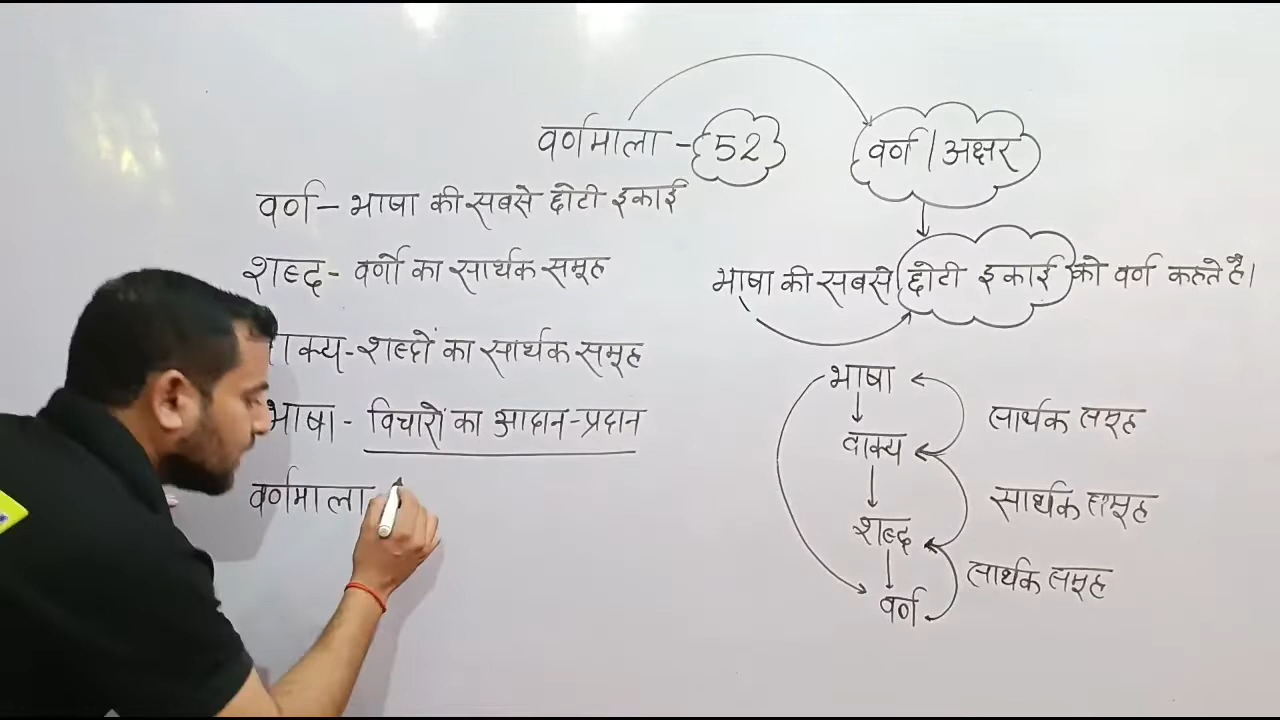 वर्णमाला - 52
वर्ण / अक्षर
वर्ण - भाषा की सबसे छोटी इकाई
शब्द - वर्णों का सार्थक समूह
वाक्य - शब्दों का सार्थक समूह
भाषा - विचारों का आदान-प्रदान
वर्णमाला
भाषा की सबसे छोटी इकाई को वर्ण कहते है।
भाषा
सार्थक समूह
वाक्य
सार्थक समूह
शब्द
सार्थक समूह
वर्ण